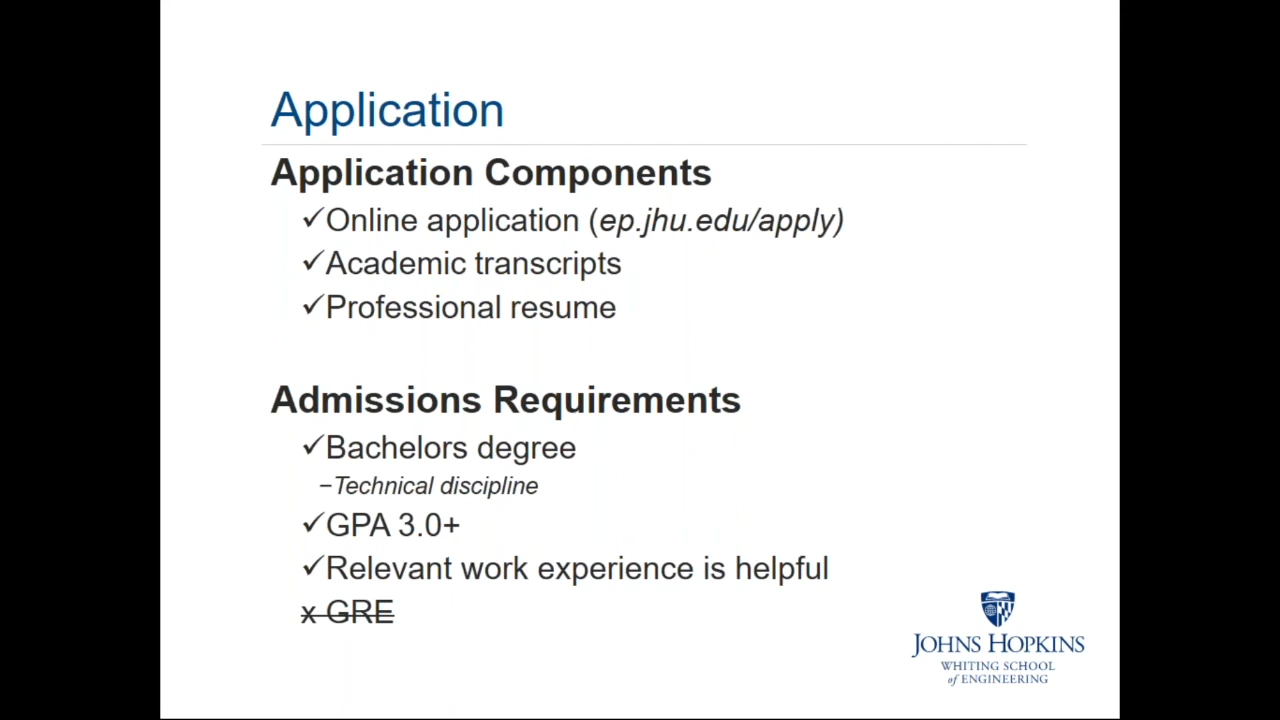 Application
Application Components
✓Online application (ep.jhu.edu/apply)
✓Academic transcripts
✓Professional resume
Admissions Requirements
✓Bachelors degree
–Technical discipline
✓GPA 3.0+
✓Relevant work experience is helpful
x GRE
JOHNS HOPKINS
WHITING SCHOOL
of ENGINEERING